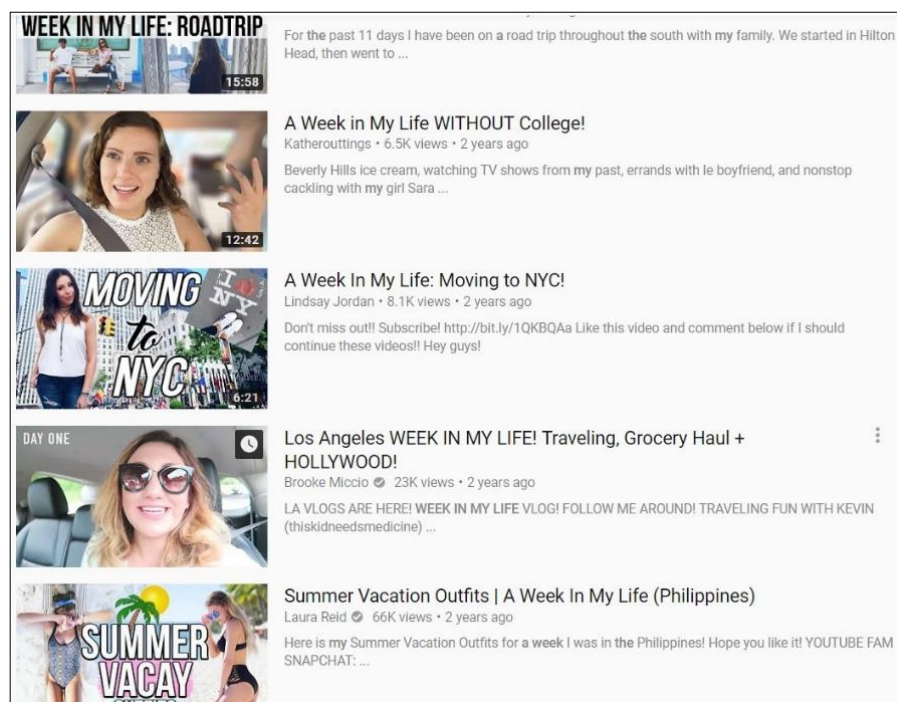 WEEK IN MY LIFE: ROADTRIP
15:58
For the past 11 days I have been on a road trip throughout the south with my family. We started in Hilton
Head, then went to ...
A Week in My Life WITHOUT College!
Katherouttings • 6.5K views • 2 years ago
Beverly Hills ice cream, watching TV shows from my past, errands with le boyfriend, and nonstop
cackling with my girl Sara ...
12:42
MOVING
to
NYC
I
NY
6:21
A Week In My Life: Moving to NYC!
Lindsay Jordan • 8.1K views • 2 years ago
Don't miss out!! Subscribe! http://bit.ly/1QKBQAa Like this video and comment below if I should
continue these videos!! Hey guys!
DAY ONE
Los Angeles WEEK IN MY LIFE! Traveling, Grocery Haul +
HOLLYWOOD!
Brooke Miccio 23K views • 2 years ago
LA VLOGS ARE HERE! WEEK IN MY LIFE VLOG! FOLLOW ME AROUND! TRAVELING FUN WITH KEVIN
(thiskidneedsmedicine) ...
SUMMER
VACAY
Summer Vacation Outfits | A Week In My Life (Philippines)
Laura Reid 66K views • 2 years ago
Here is my Summer Vacation Outfits for a week I was in the Philippines! Hope you like it! YOUTUBE FAM
SNAPCHAT: ...